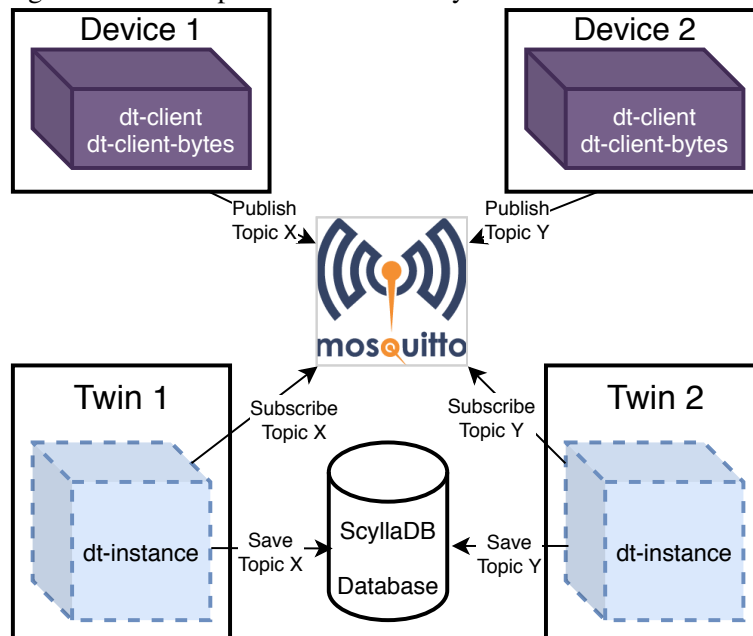 Device 1
Device 2
dt-client
dt-client-bytes
dt-client
dt-client-bytes
Publish
Topic X
Publish
Topic Y
mosquitto
Twin 1
Twin 2
Subscribe
Topic X
Subscribe
Topic Y
ScyllaDB
Database
dt-instance
Save
Topic X
Save
Topic Y
dt-instance